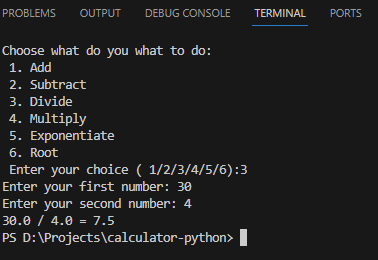 PROBLEMS OUTPUT DEBUG CONSOLE TERMINAL PORTS
Choose what do you what to do:
1. Add
2. Subtract
3. Divide
4. Multiply
5. Exponentiate
6. Root
Enter your choice ( 1/2/3/4/5/6):3
Enter your first number: 30
Enter your second number: 4
30.0 / 4.0 = 7.5
PS D:\Projects\calculator-python>